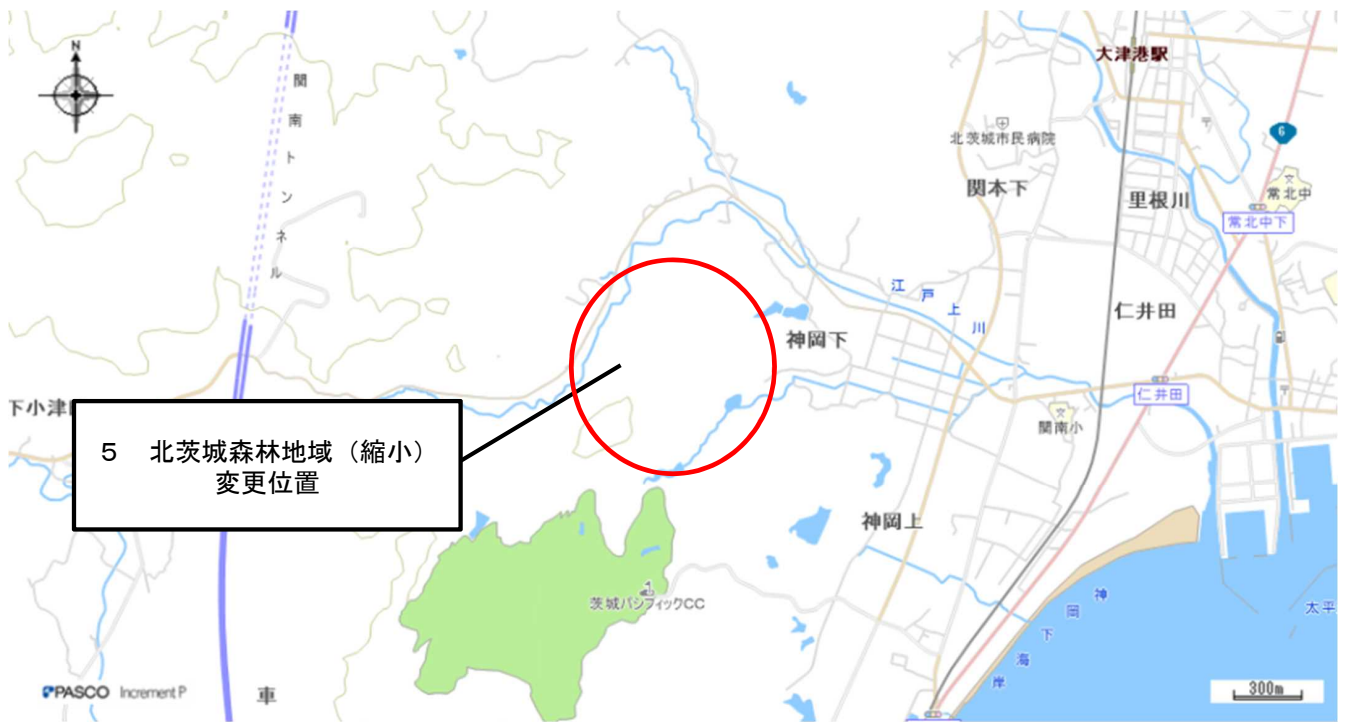 N
関南トンネル
大津港駅
北茨城市民病院
6
関本下
常北中
里根川
常北中下
江戸上川
仁井田
神岡下
仁井田
下小津
関南小
5 北茨城森林地域(縮小)
変更位置
神岡上
茨城パシフィックCC
神岡下海岸
太平
PASCO Increment P
車
300m